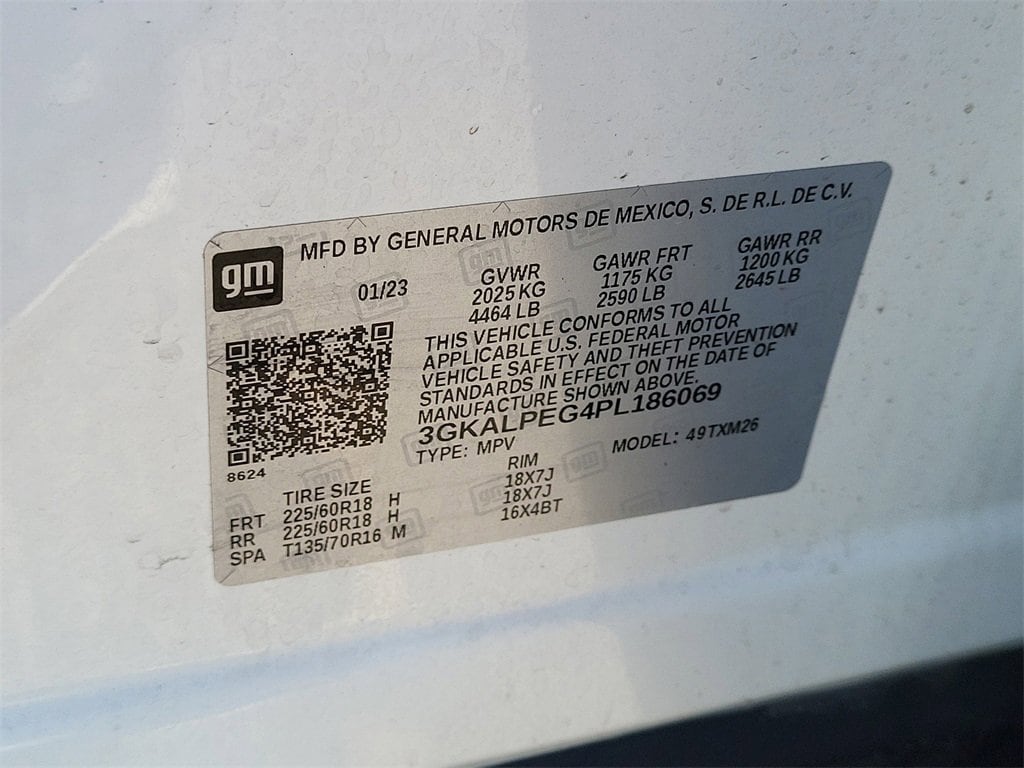 gm
MFD BY GENERAL MOTORS DE MEXICO, S. DE R.L. DE C.V.
01/23
GVWR
2025 KG
4464 LB
GAWR FRT
1175 KG
2590 LB
GAWR RR
1200 KG
2645 LB
THIS VEHICLE CONFORMS TO ALL
APPLICABLE U.S. FEDERAL MOTOR
VEHICLE SAFETY AND THEFT PREVENTION
STANDARDS IN EFFECT ON THE DATE OF
MANUFACTURE SHOWN ABOVE.
3GKALPEG4PL186069
TYPE: MPV MODEL: 49TXM26
8624
TIRE SIZE RIM
FRT 225/60R18 H 18X7J
RR 225/60R18 H 18X7J
SPA T135/70R16 M 16X4BT